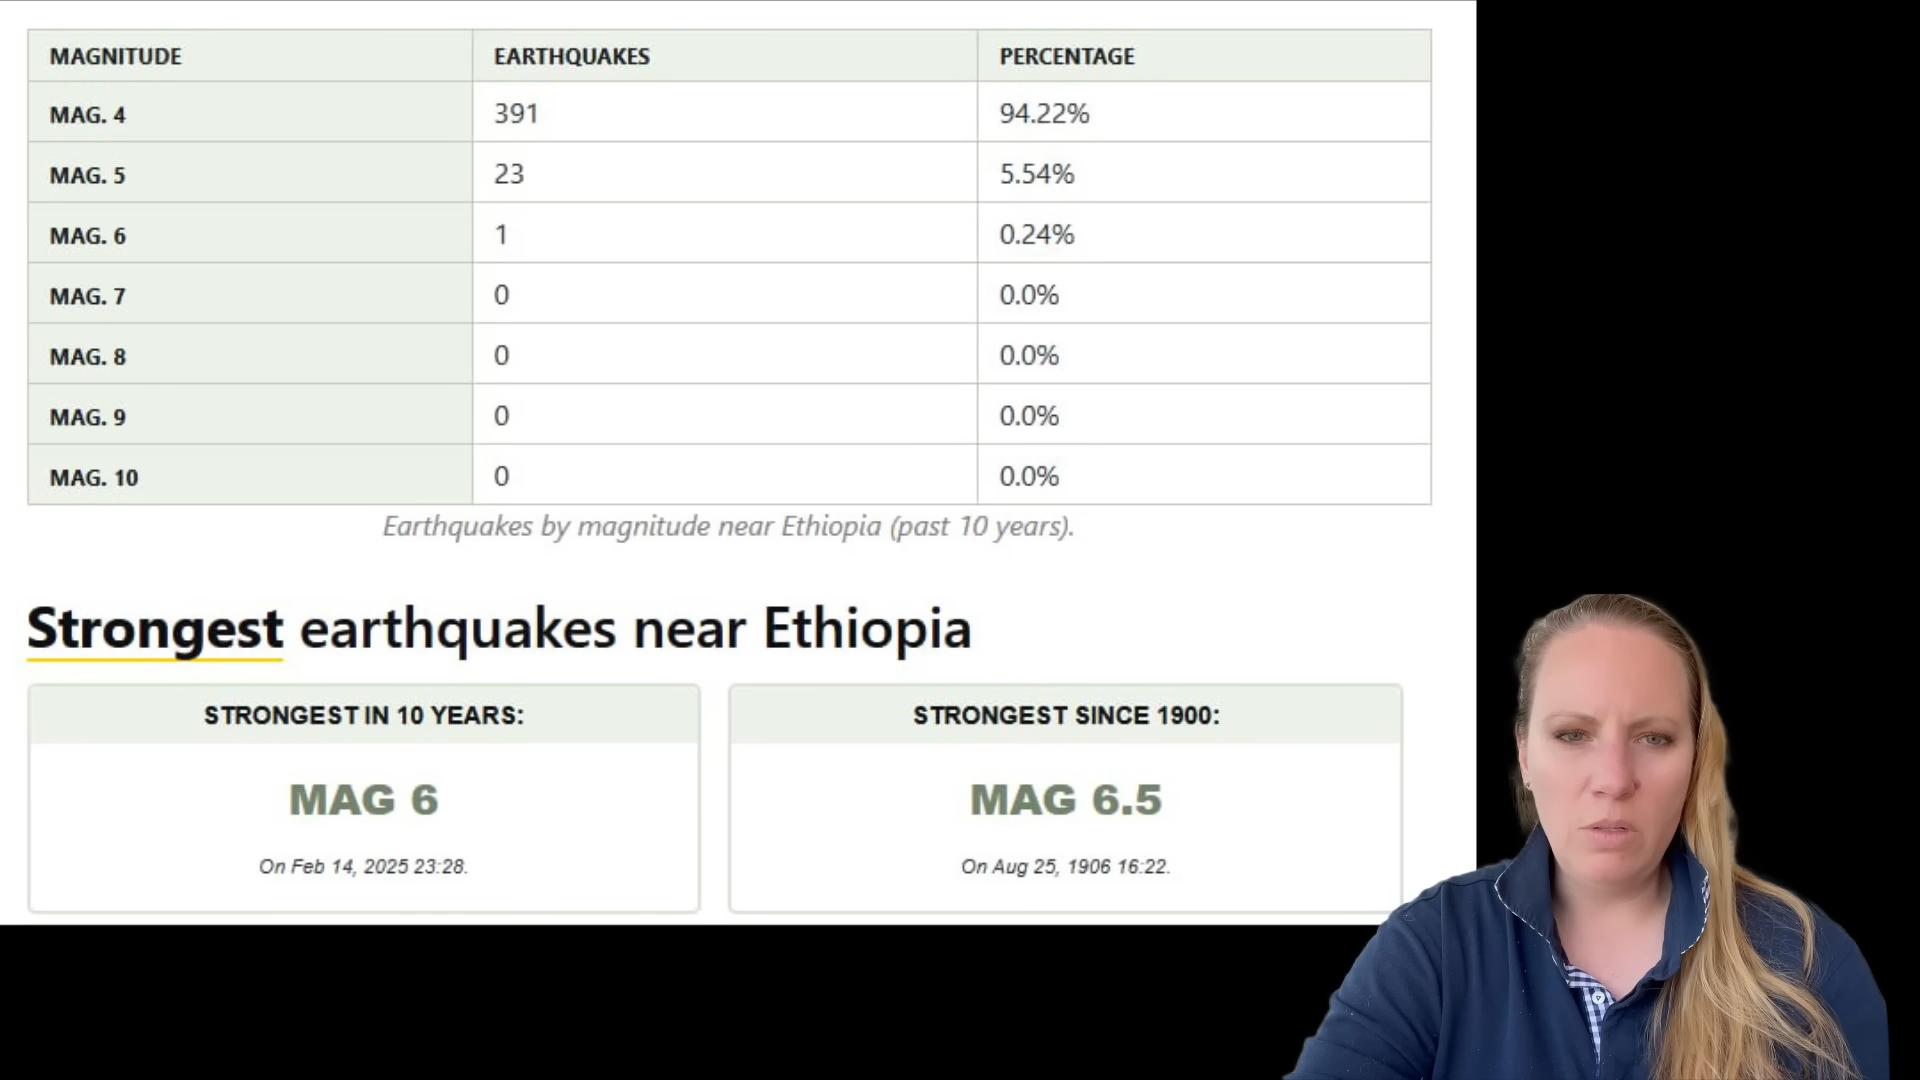 MAGNITUDE EARTHQUAKES PERCENTAGE
MAG. 4 391 94.22%
MAG. 5 23 5.54%
MAG. 6 1 0.24%
MAG. 7 0 0.0%
MAG. 8 0 0.0%
MAG. 9 0 0.0%
MAG. 10 0 0.0%
Earthquakes by magnitude near Ethiopia (past 10 years).
Strongest earthquakes near Ethiopia
STRONGEST IN 10 YEARS:
MAG 6
On Feb 14, 2025 23:28.
STRONGEST SINCE 1900:
MAG 6.5
On Aug 25, 1906 16:22.